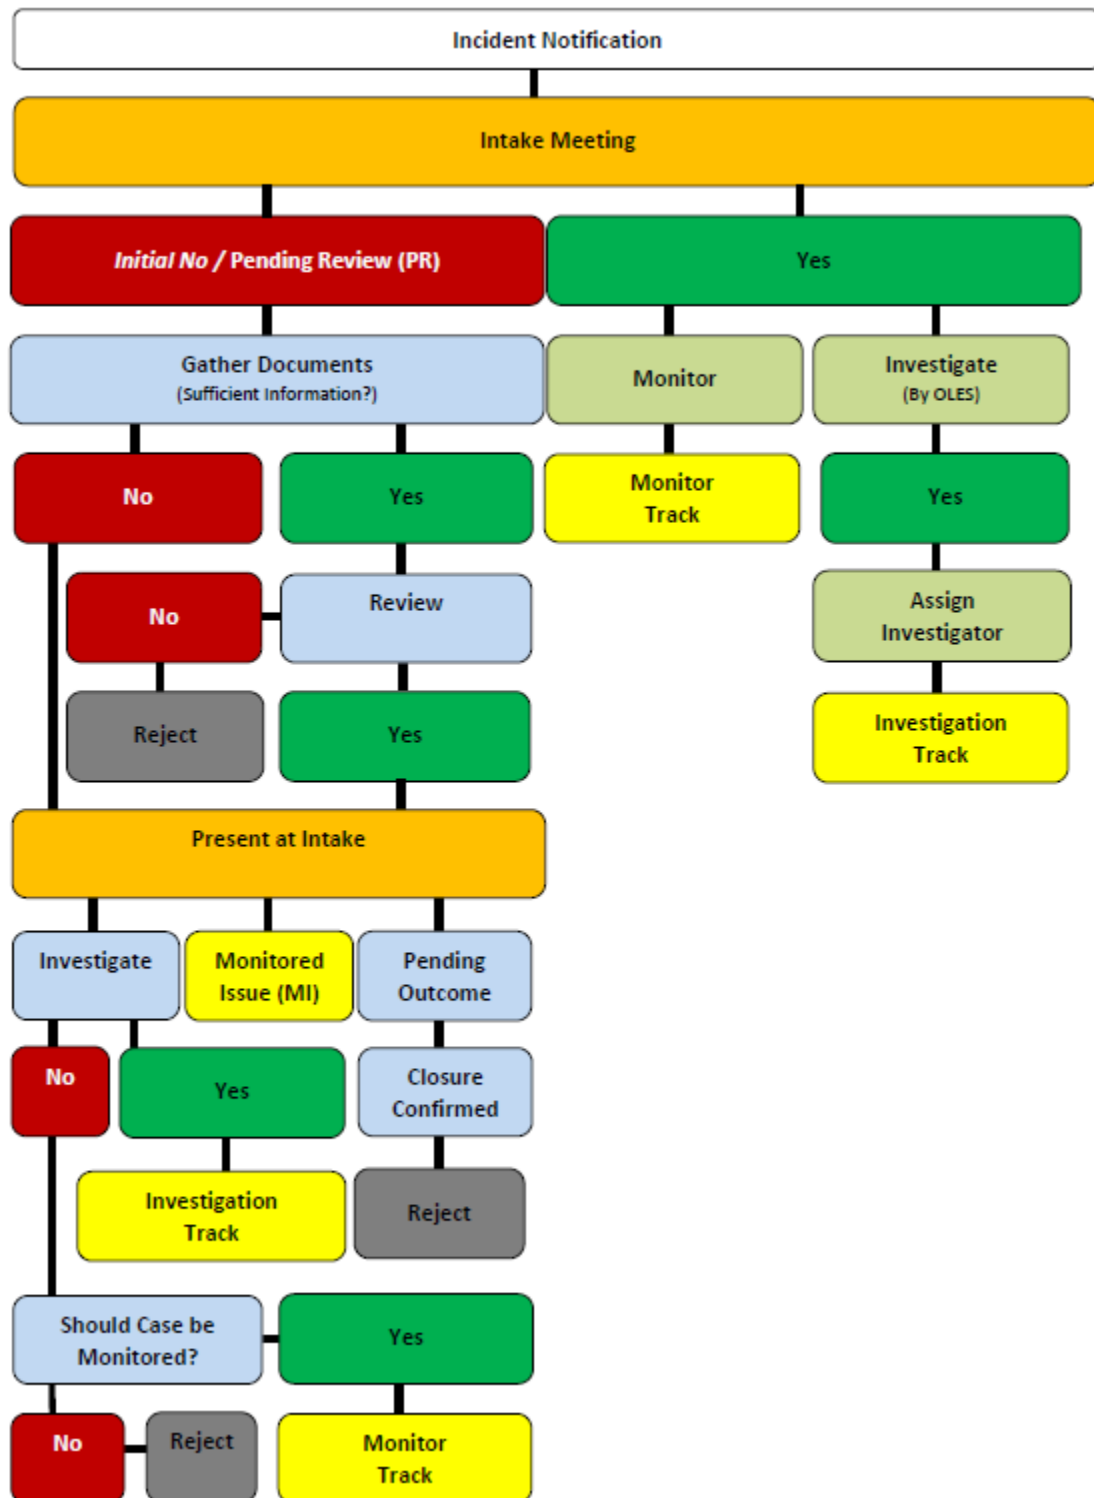 Incident Notification
Intake Meeting
Initial No / Pending Review (PR)
Yes
Gather Documents
(Sufficient Information?)
Monitor
Investigate
(By OLES)
No
Yes
Monitor
Track
Yes
No
Review
Assign
Investigator
Reject
Yes
Investigation
Track
Present at Intake
Investigate
Monitored
Issue (MI)
Pending
Outcome
No
Yes
Closure
Confirmed
Investigation
Track
Reject
Should Case be
Monitored?
Yes
No
Reject
Monitor
Track